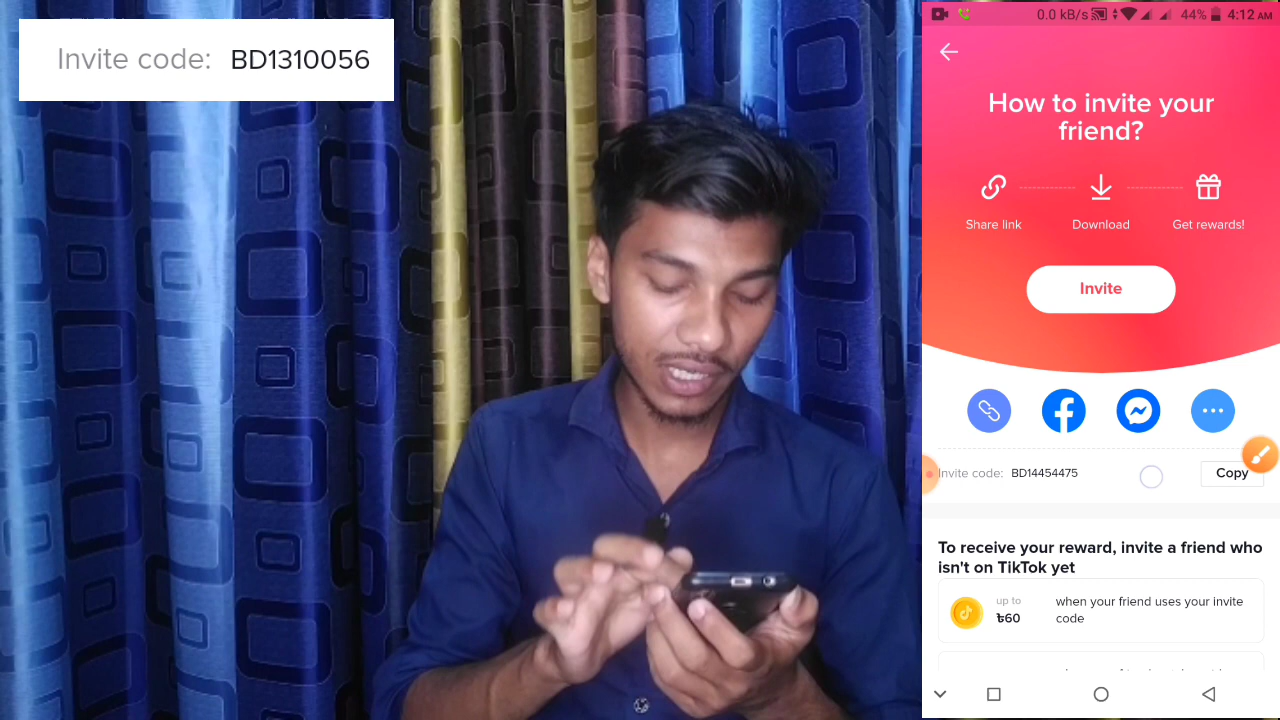 Invite code: BD1310056
0.0 kB/s 44% 4:12 AM
How to invite your
friend?
Share link Download Get rewards!
Invite
Invite code: BD14454475 Copy
To receive your reward, invite a friend who
isn't on TikTok yet
up to
৳60
when your friend uses your invite
code